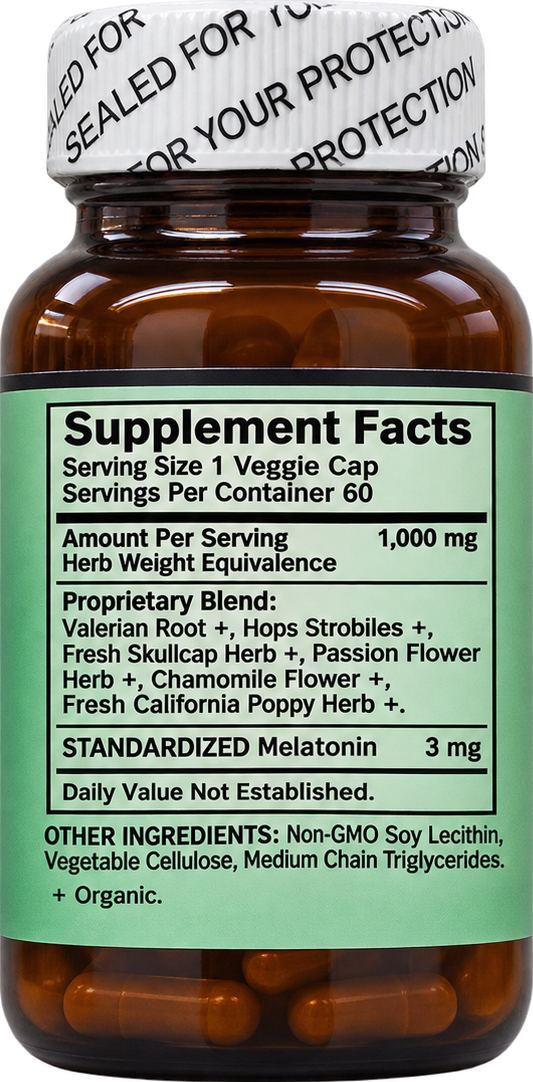 SEALED FOR
SEALED FOR YOUR
FOR YOUR PROTECTION
PROTECTION
Supplement Facts
Serving Size 1 Veggie Cap
Servings Per Container 60
Amount Per Serving 1,000 mg
Herb Weight Equivalence
Proprietary Blend:
Valerian Root +, Hops Strobiles +,
Fresh Skullcap Herb +, Passion Flower
Herb +, Chamomile Flower +,
Fresh California Poppy Herb +.
STANDARDIZED Melatonin 3 mg
Daily Value Not Established.
OTHER INGREDIENTS: Non-GMO Soy Lecithin,
Vegetable Cellulose, Medium Chain Triglycerides.
+ Organic.